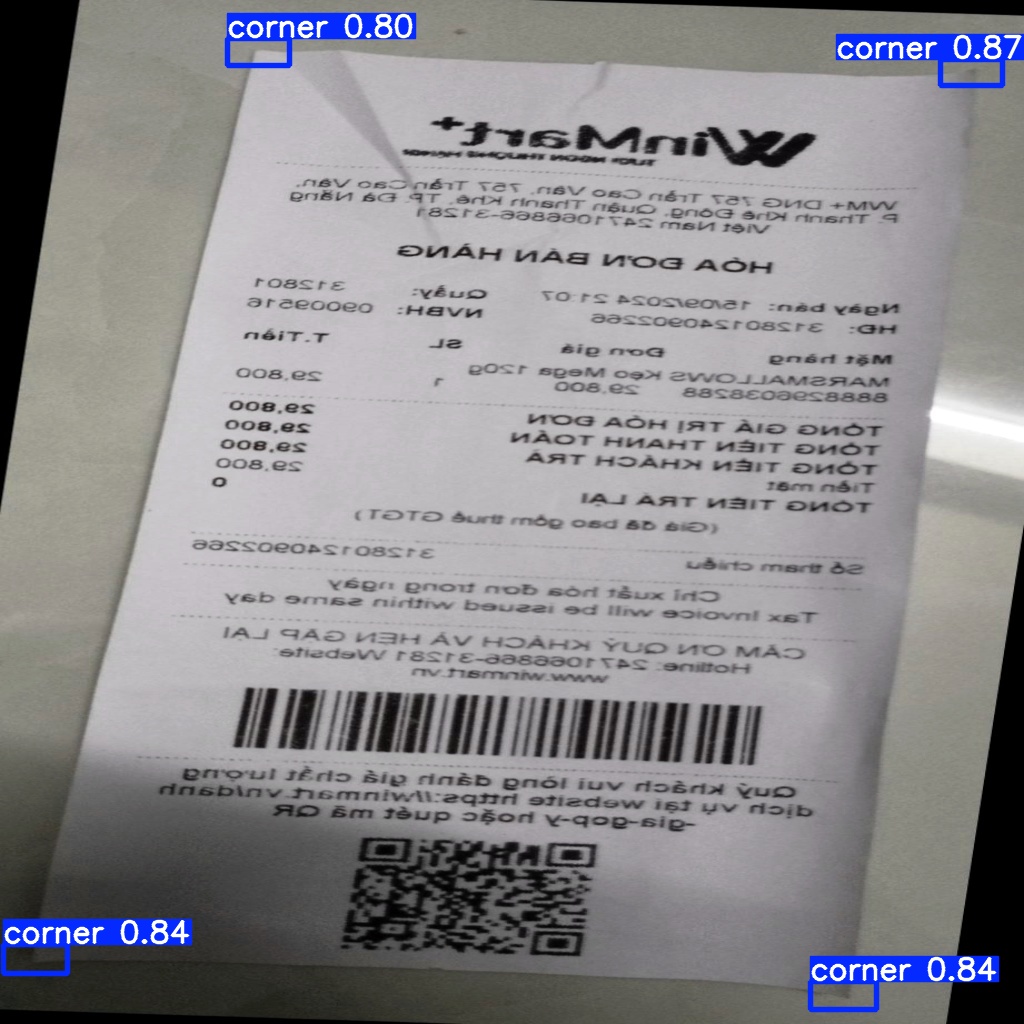 corner 0.80
corner 0.87
WinMart+
TƯƠI NGON THƯỢNG HẠNG
WM+ DNG 757 Trần Cao Vân, 757 Trần Cao Vân,
P. Thanh Khê Đông, Quận Thanh Khê, TP. Đà Nẵng
Việt Nam 2471066866-31281
HÓA ĐƠN BÁN HÀNG
Ngày bán: 15/09/2024 21:07 Quầy: 312801
HĐ: 312801240902266 NVBH: 09009516
Mặt hàng Đơn giá SL T.Tiền
MARSMALLOWS Kẹo Mega 120g
8888296038288 29,800 1 29,800
TỔNG GIÁ TRỊ HÓA ĐƠN 29,800
TỔNG TIỀN THANH TOÁN 29,800
TỔNG TIỀN KHÁCH TRẢ 29,800
Tiền mặt 29,800
TỔNG TIỀN TRẢ LẠI 0
(Giá đã bao gồm thuế GTGT)
Số tham chiếu 3128012409022266
Chỉ xuất hóa đơn trong ngày
Tax Invoice will be issued within same day
CẢM ƠN QUÝ KHÁCH VÀ HẸN GẶP LẠI
Hotline: 2471066866-31281 Website:
www.winmart.vn
Quý khách vui lòng đánh giá chất lượng
dịch vụ tại website https://winmart.vn/danh
-gia-gop-y hoặc quét mã QR
corner 0.84
corner 0.84